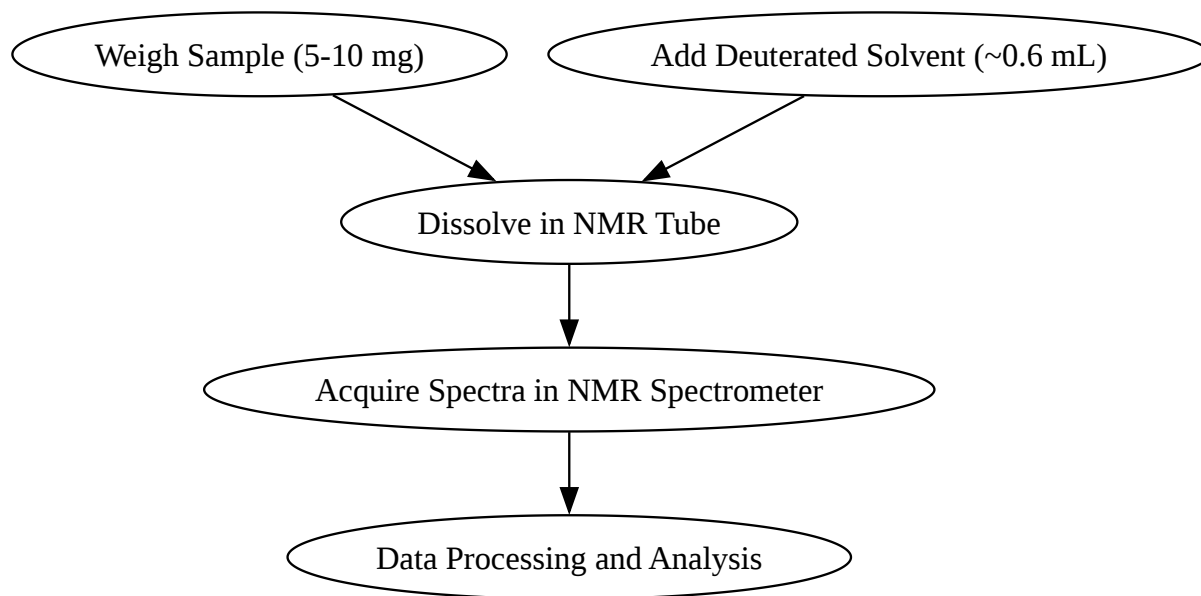 Weigh Sample (5-10 mg)
Add Deuterated Solvent (~0.6 mL)
Dissolve in NMR Tube
Acquire Spectra in NMR Spectrometer
Data Processing and Analysis